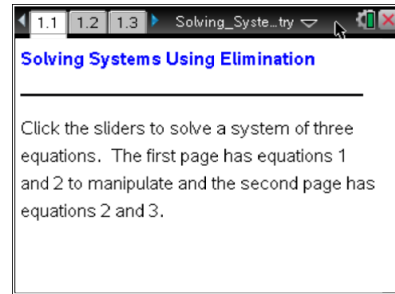 1.1 1.2 1.3 Solving_Syste...try
Solving Systems Using Elimination
Click the sliders to solve a system of three
equations. The first page has equations 1
and 2 to manipulate and the second page has
equations 2 and 3.